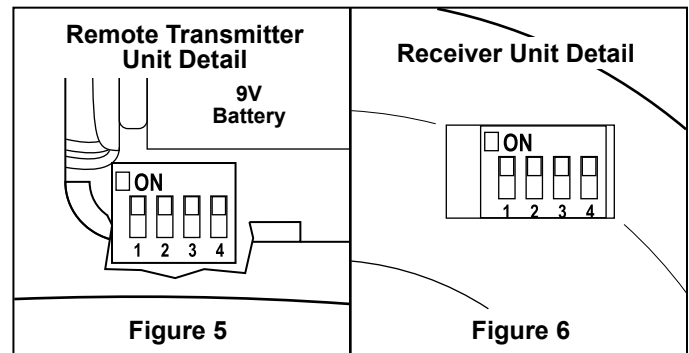 Remote Transmitter
Unit Detail
9V
Battery
ON
1 2 3 4
Figure 5
Receiver Unit Detail
ON
1 2 3 4
Figure 6